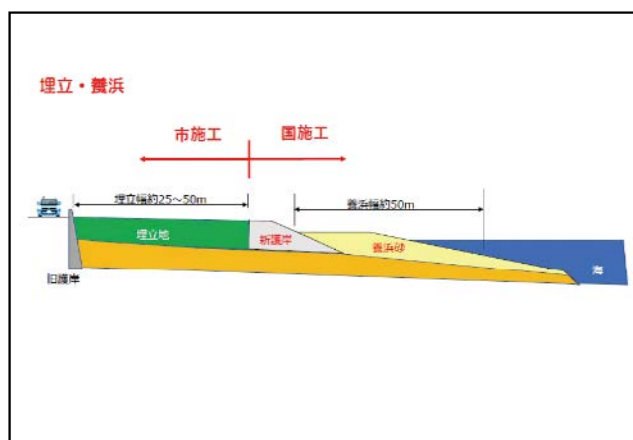 埋立・養浜
市施工
国施工
埋立幅約25～50m
養浜幅約50m
埋立地
新護岸
養浜砂
海
旧護岸